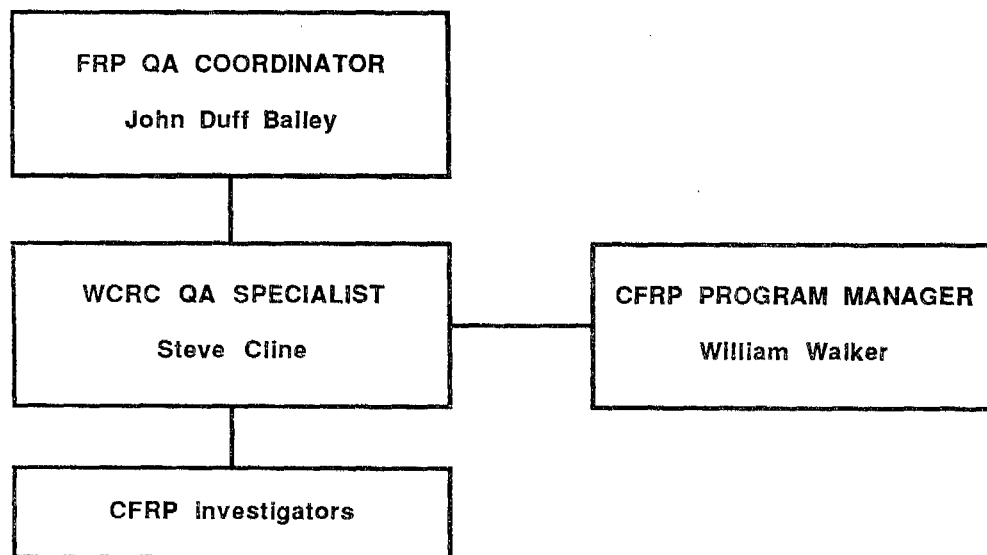 FRP QA COORDINATOR
John Duff Bailey
WCRC QA SPECIALIST
Steve Cline
CFRP PROGRAM MANAGER
William Walker
CFRP investigators